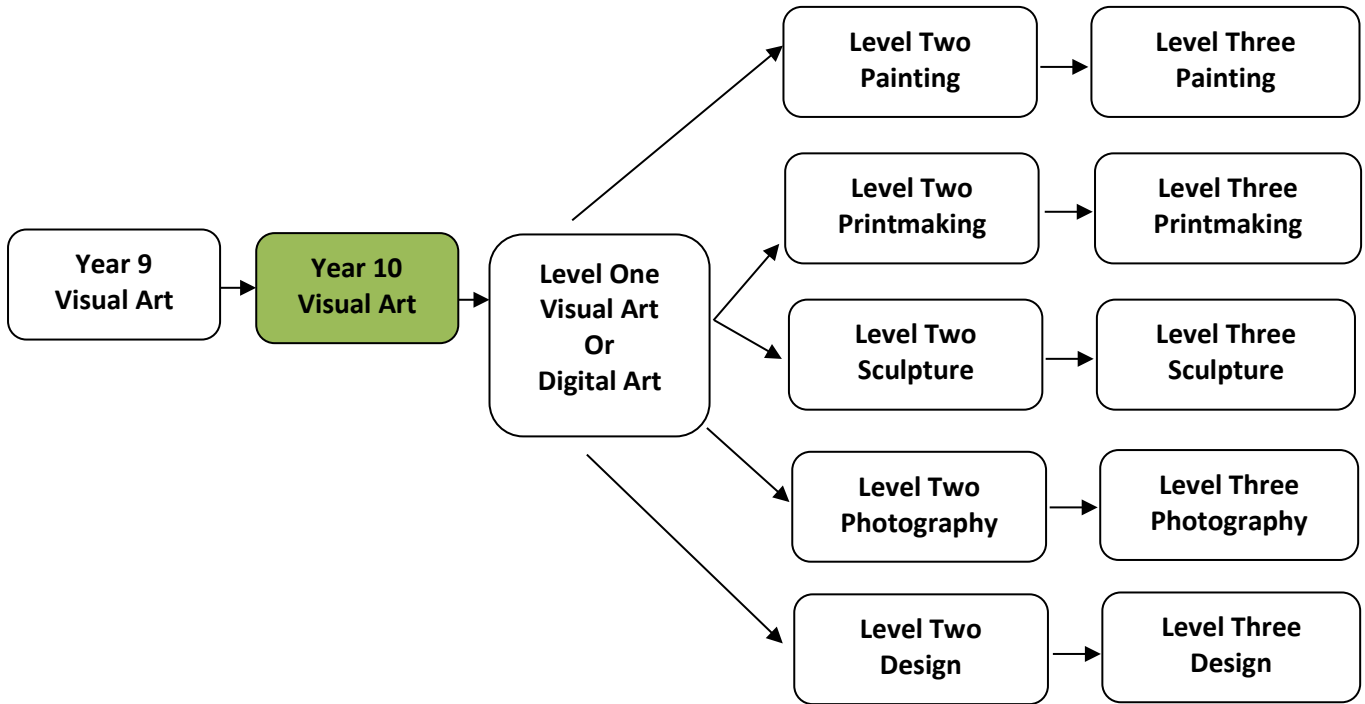 Year 9
Visual Art
Year 10
Visual Art
Level One
Visual Art
Or
Digital Art
Level Two
Painting
Level Three
Painting
Level Two
Printmaking
Level Three
Printmaking
Level Two
Sculpture
Level Three
Sculpture
Level Two
Photography
Level Three
Photography
Level Two
Design
Level Three
Design